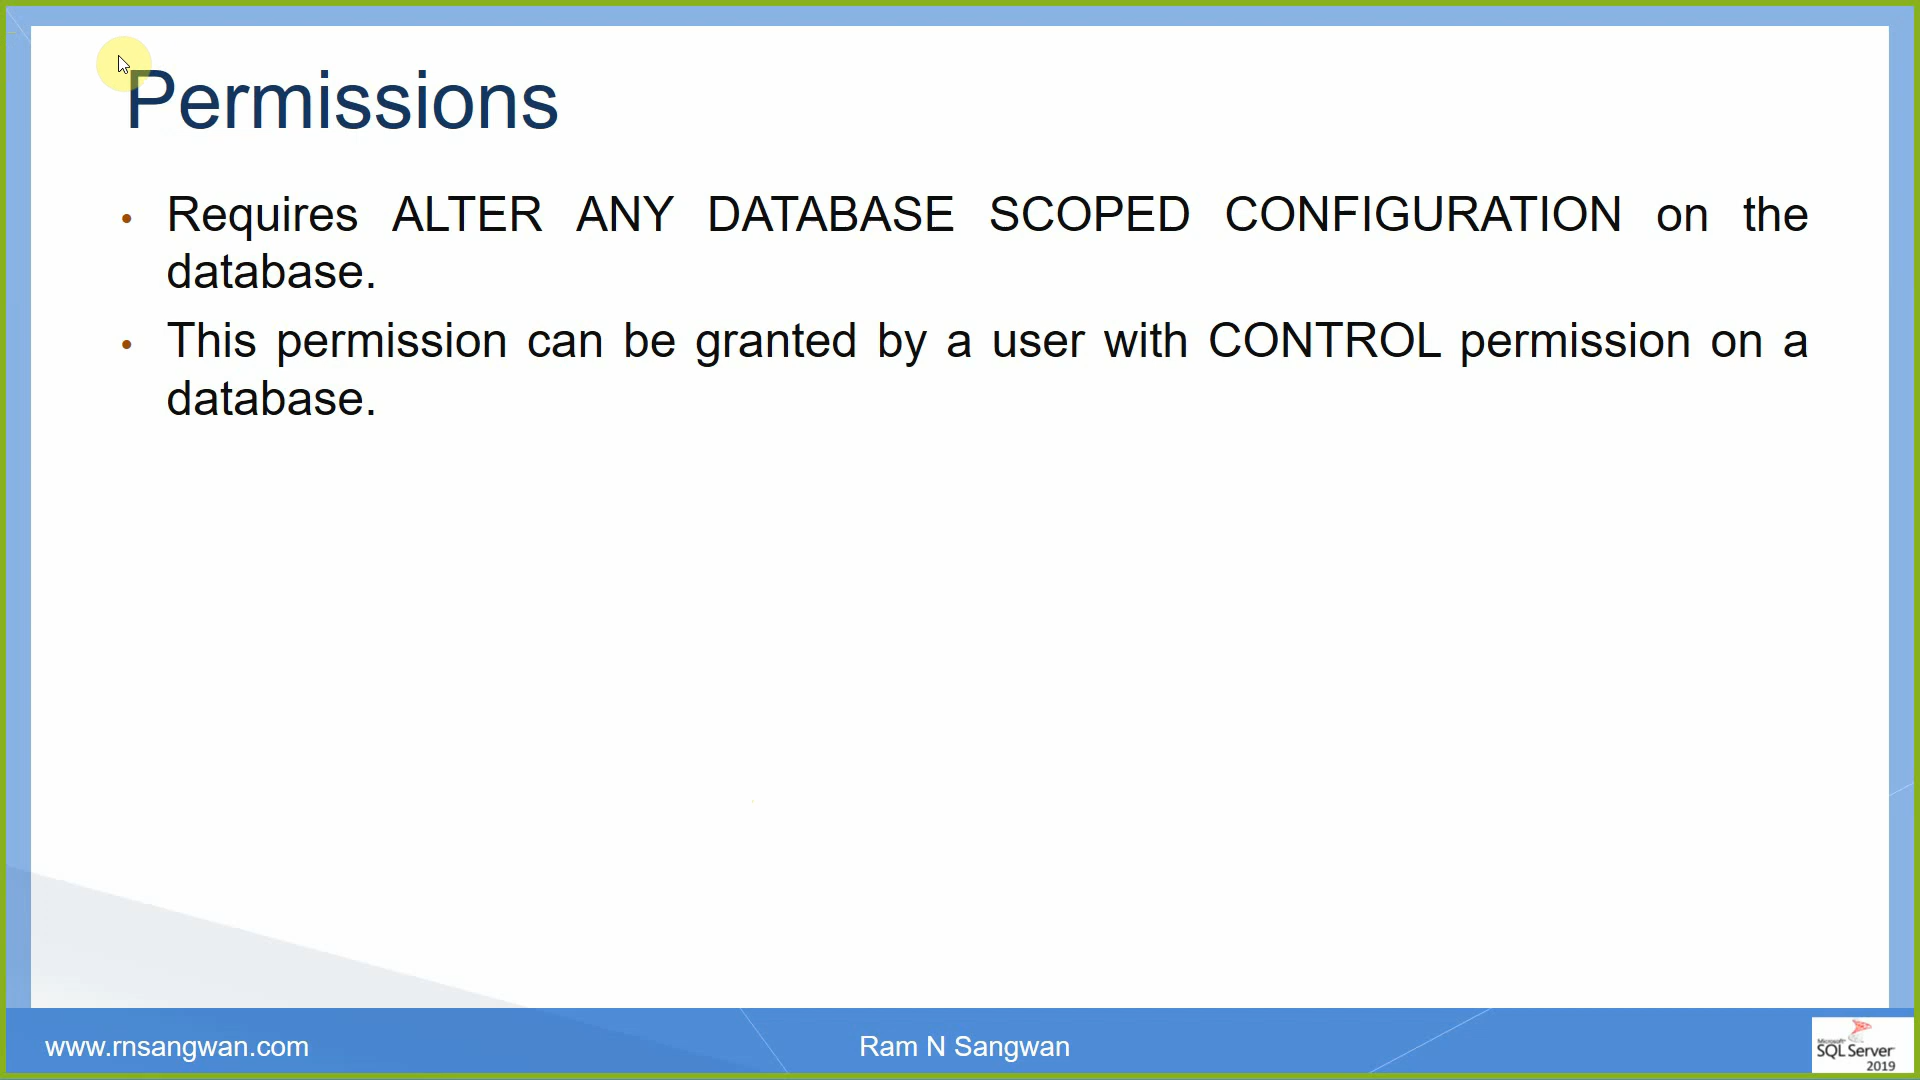 Permissions
• Requires ALTER ANY DATABASE SCOPED CONFIGURATION on the
database.
• This permission can be granted by a user with CONTROL permission on a
database.
www.rnsangwan.com
Ram N Sangwan
Microsoft
SQL Server
2019